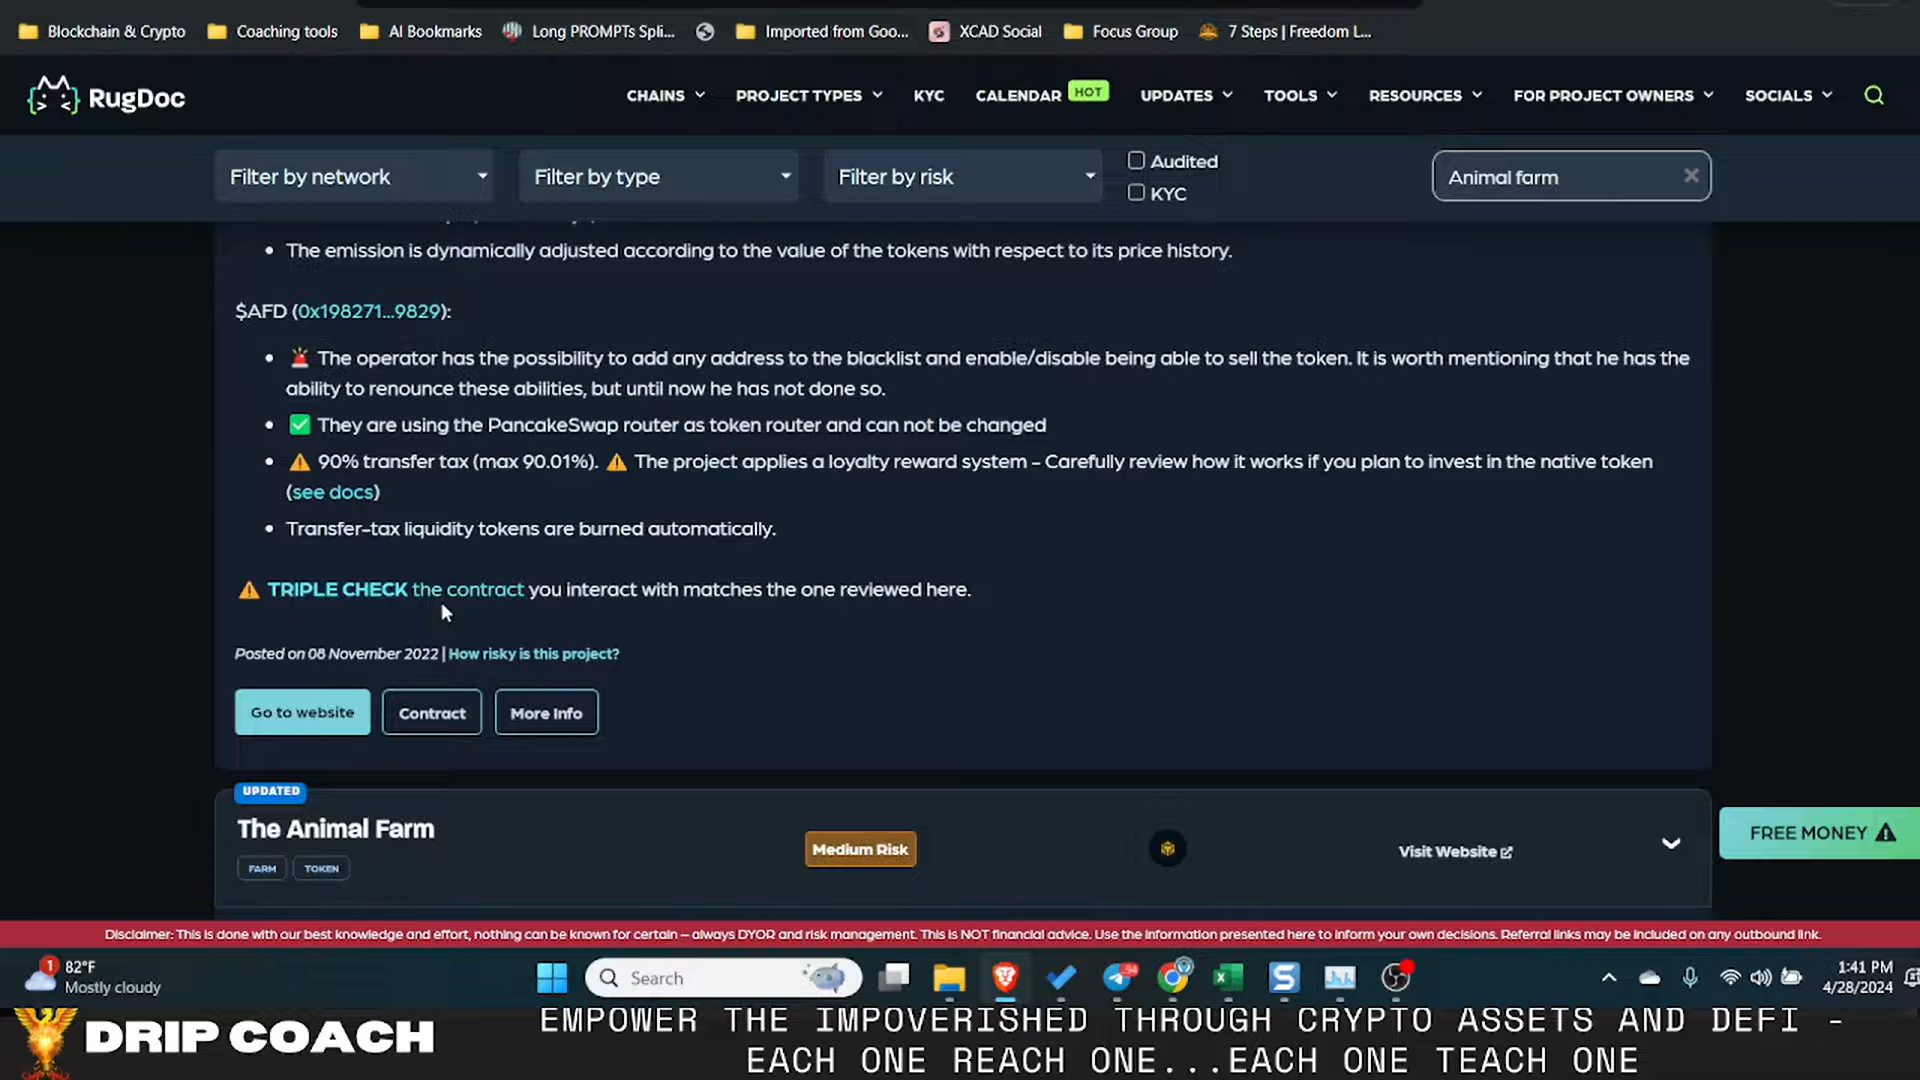 Blockchain & Crypto
Coaching tools
AI Bookmarks
Long PROMPTs Spli...
Imported from Goo...
XCAD Social
Focus Group
7 Steps | Freedom L...
RugDoc
CHAINS
PROJECT TYPES
KYC
CALENDAR
HOT
UPDATES
TOOLS
RESOURCES
FOR PROJECT OWNERS
SOCIALS
Filter by network
Filter by type
Filter by risk
Audited
KYC
Animal farm
• The emission is dynamically adjusted according to the value of the tokens with respect to its price history.
$AFD (0x198271...9829):
• 🚨 The operator has the possibility to add any address to the blacklist and enable/disable being able to sell the token. It is worth mentioning that he has the
ability to renounce these abilities, but until now he has not done so.
• ✅ They are using the PancakeSwap router as token router and can not be changed
• ⚠️ 90% transfer tax (max 90.01%). ⚠️ The project applies a loyalty reward system - Carefully review how it works if you plan to invest in the native token
(see docs)
• Transfer-tax liquidity tokens are burned automatically.
⚠️ TRIPLE CHECK the contract you interact with matches the one reviewed here.
Posted on 08 November 2022 | How risky is this project?
Go to website
Contract
More Info
UPDATED
The Animal Farm
FARM
TOKEN
Medium Risk
Visit Website
FREE MONEY
Disclaimer: This is done with our best knowledge and effort, nothing can be known for certain – always DYOR and risk management. This is NOT financial advice. Use the information presented here to inform your own decisions. Referral links may be included on any outbound link.
1
82°F
Mostly cloudy
Search
94
1:41 PM
4/28/2024
DRIP COACH
EMPOWER THE IMPOVERISHED THROUGH CRYPTO ASSETS AND DEFI -
EACH ONE REACH ONE...EACH ONE TEACH ONE